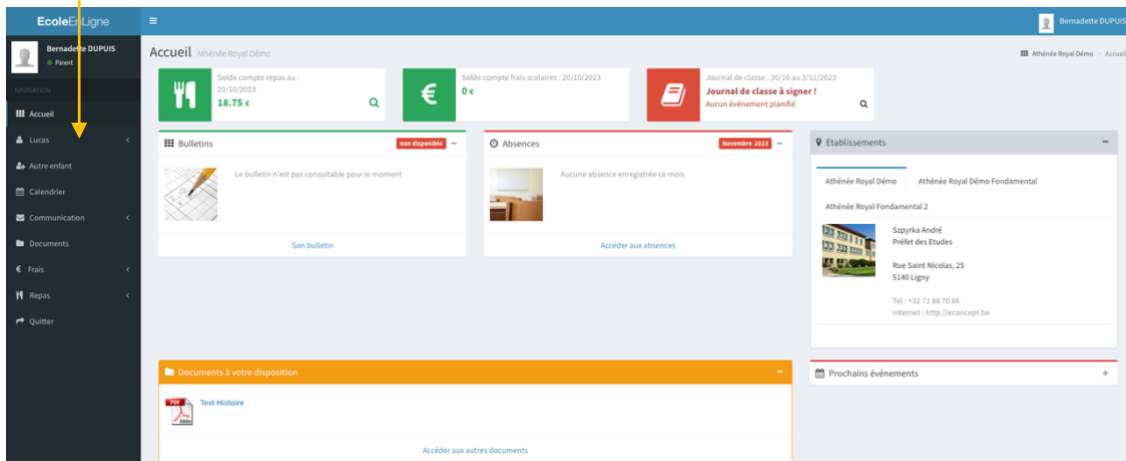 EcoleEnLigne
Bernadette DUPUIS
Bernadette DUPUIS
Parent
NAVIGATION
Accueil
Lucas
Autre enfant
Calendrier
Communication
Documents
€ Frais
Repas
Quitter
Accueil Athénée Royal Démo
Athénée Royal Démo > Accueil
Solde compte repas au :
20/10/2023
18.75 €
€
Solde compte frais scolaires : 20/10/2023
0 €
Journal de classe : 30/10 au 3/11/2023
Journal de classe à signer !
Aucun événement planifié
Bulletins
non disponible
Le bulletin n'est pas consultable pour le moment
Son bulletin
Absences
Novembre 2023
Aucune absence enregistrée ce mois
Accéder aux absences
Etablissements
Athénée Royal Démo
Athénée Royal Démo Fondamental
Athénée Royal Fondamental 2
Szpyrka André
Préfet des Etudes
Rue Saint Nicolas, 25
5140 Ligny
Tel : +32 71 88 70 86
Internet : http://econcept.be
Documents à votre disposition
PDF
Adobe
Test Histoire
Accéder aux autres documents
Prochains événements